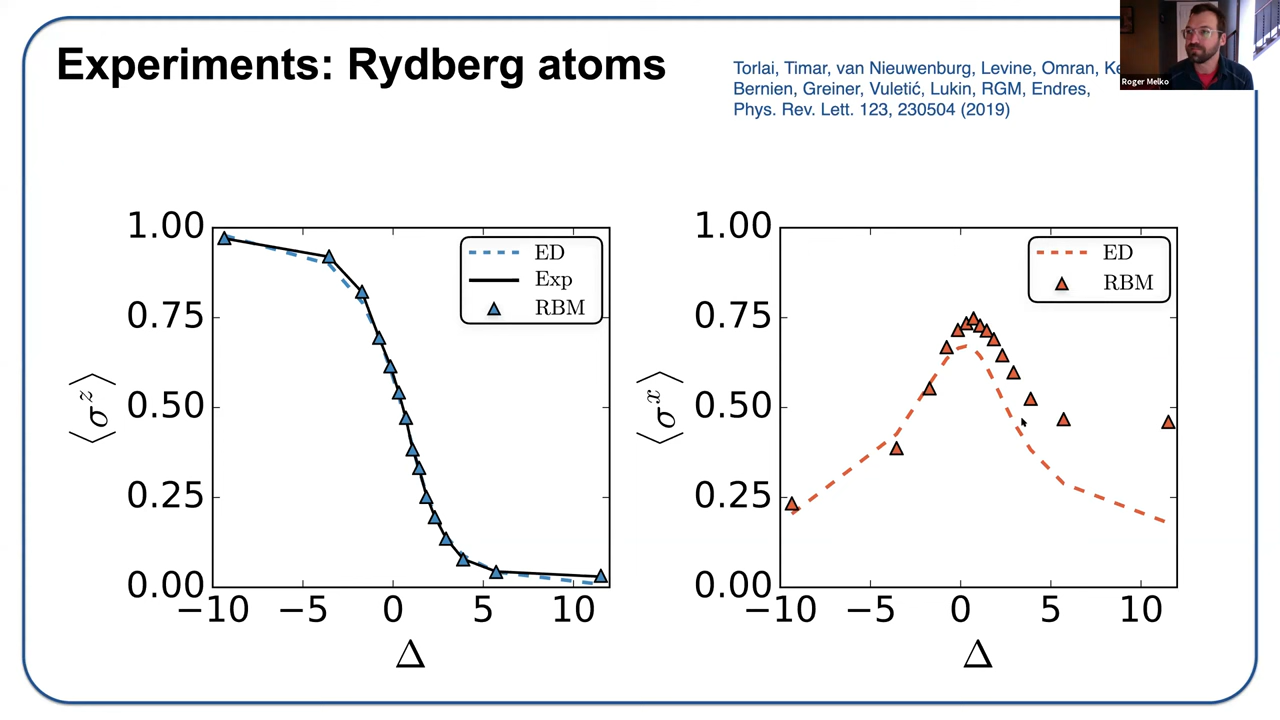 Experiments: Rydberg atoms
Torlai, Timar, van Nieuwenburg, Levine, Omran,
Bernien, Greiner, Vuletić, Lukin, RGM, Endres,
Phys. Rev. Lett. 123, 230504 (2019)
Roger Melko
1.00
0.75
0.50
0.25
0.00
⟨σᶻ⟩
ED
Exp
RBM
−10 −5 0 5 10
Δ
1.00
0.75
0.50
0.25
0.00
⟨σˣ⟩
ED
RBM
−10 −5 0 5 10
Δ